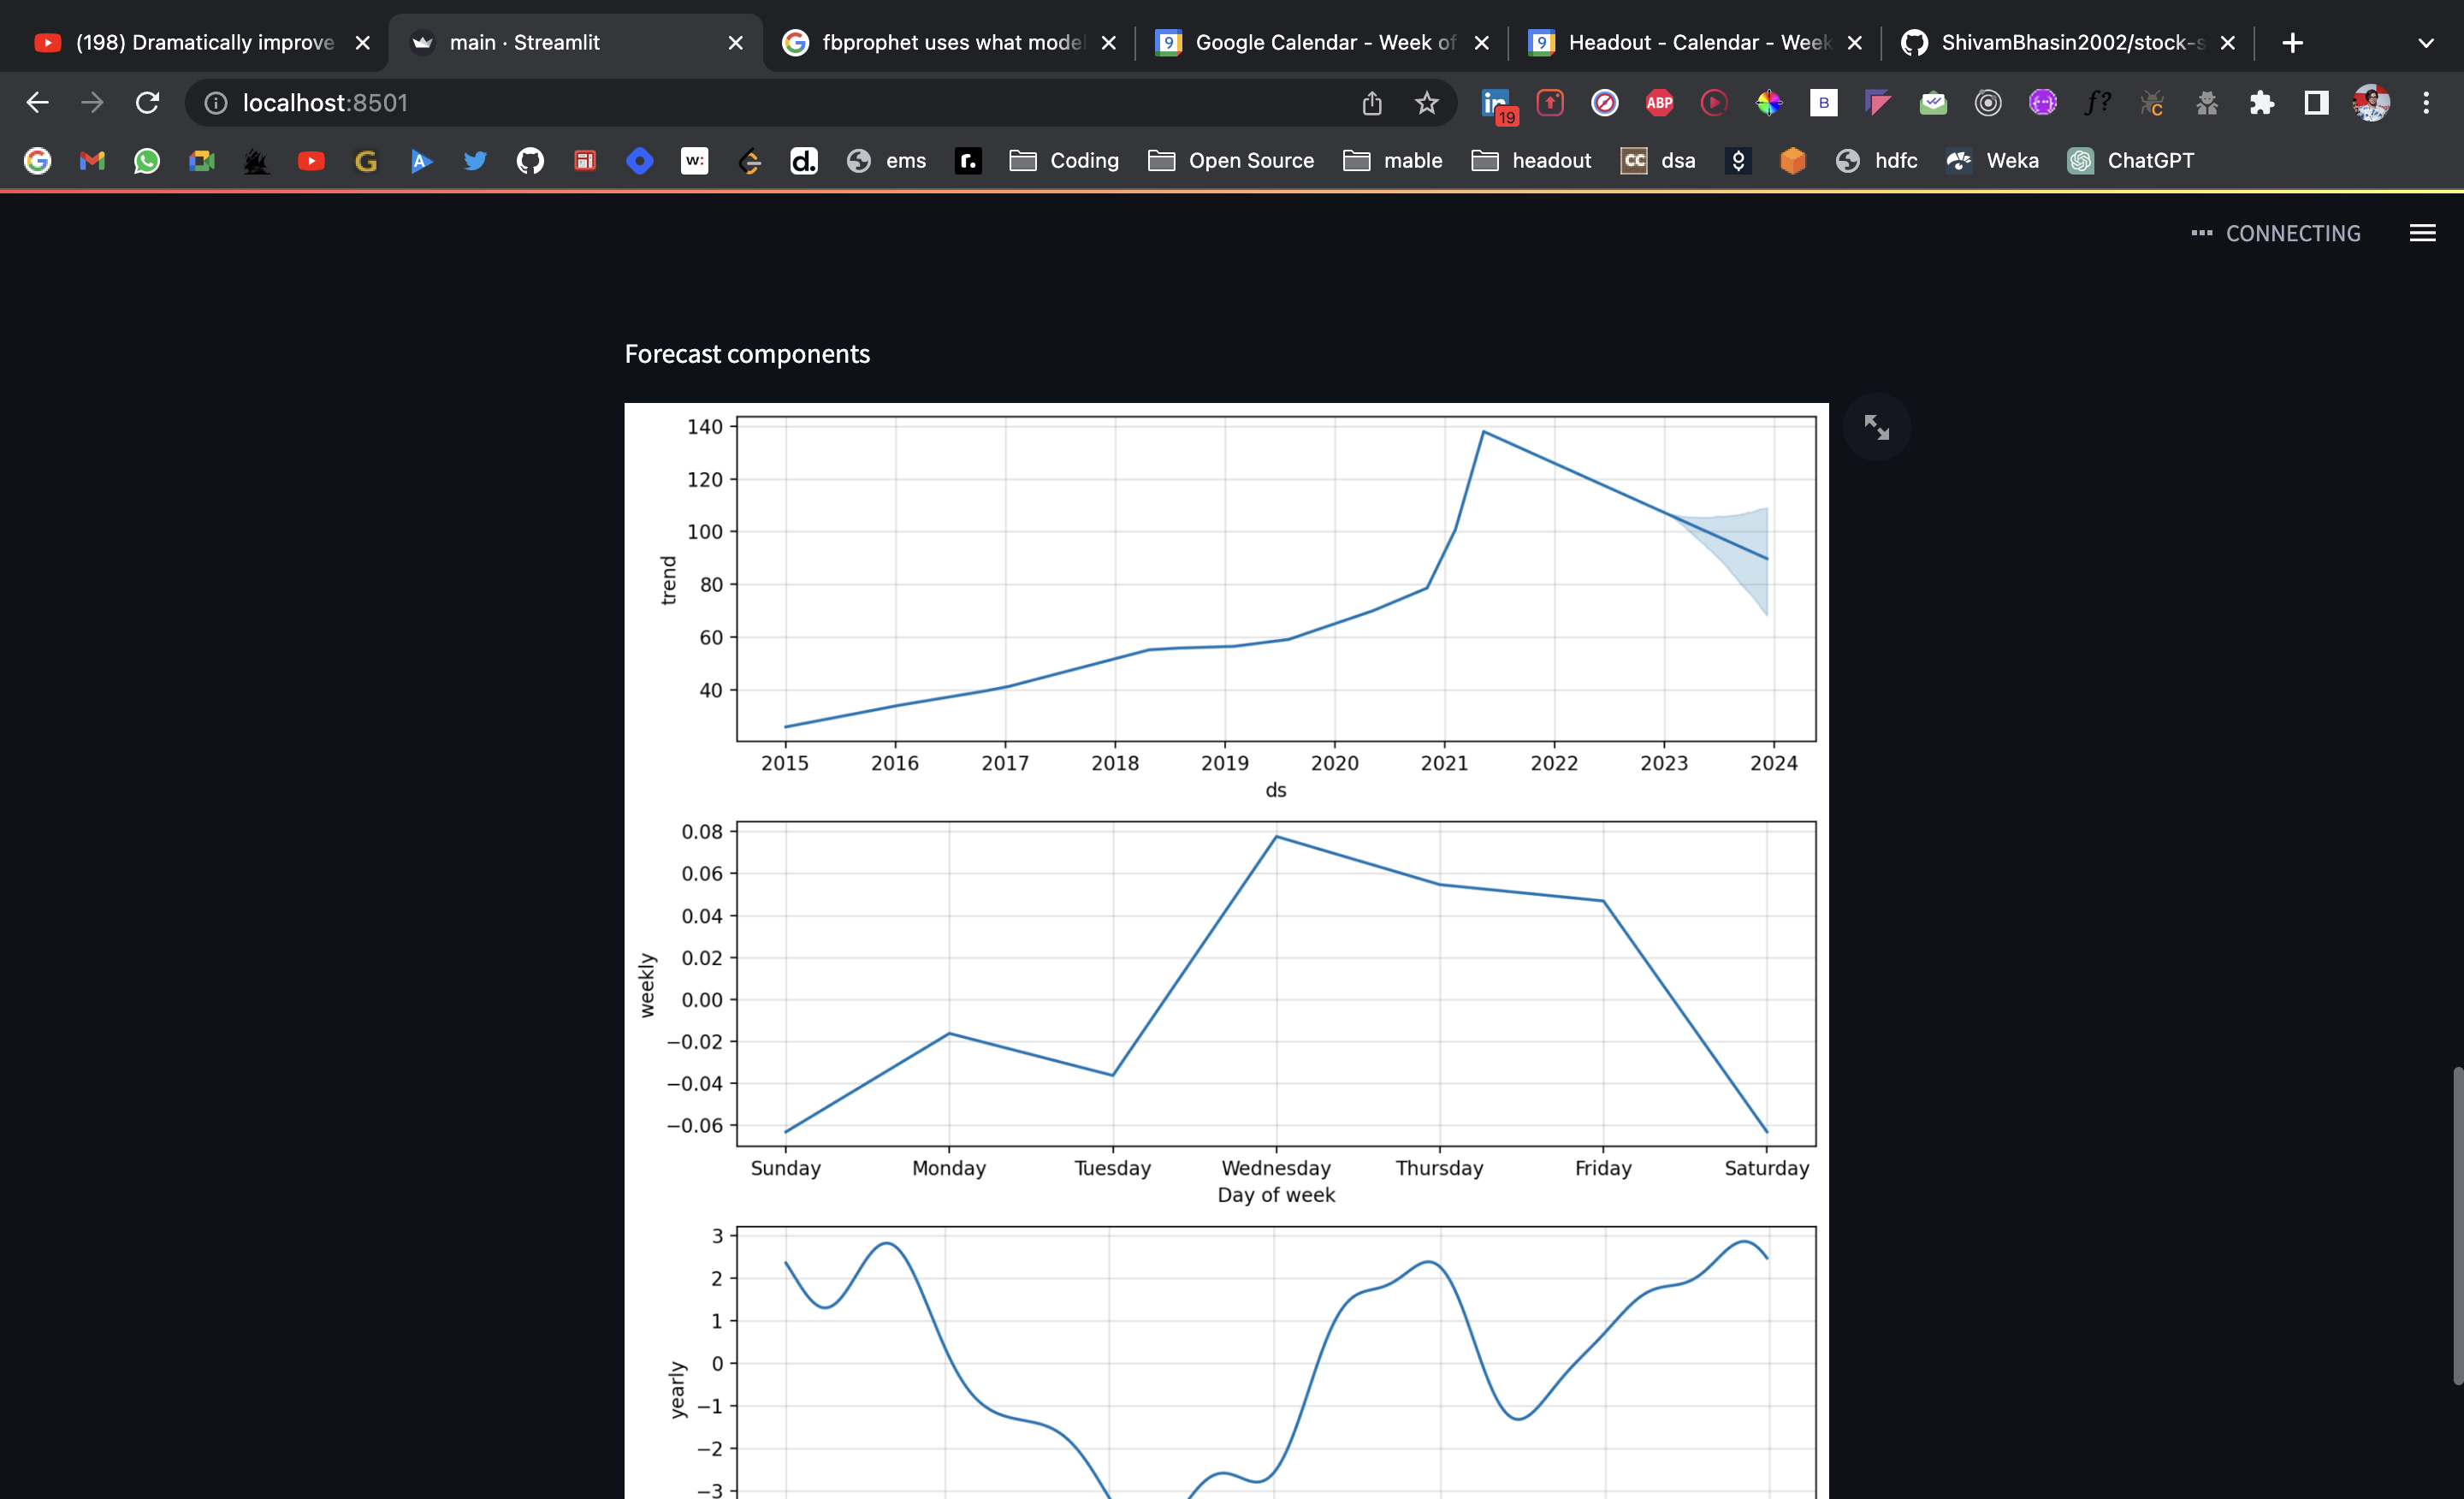 (198) Dramatically improve
main · Streamlit
fbprophet uses what model
Google Calendar - Week of
Headout - Calendar - Week
ShivamBhasin2002/stock-s
localhost:8501
in 19
ABP
B
f?
C
G
A
w:
d.
ems
r.
Coding
Open Source
mable
headout
CC
dsa
hdfc
Weka
ChatGPT
CONNECTING
Forecast components
140
120
100
80
60
40
trend
2015 2016 2017 2018 2019 2020 2021 2022 2023 2024
ds
0.08
0.06
0.04
0.02
0.00
−0.02
−0.04
−0.06
weekly
Sunday Monday Tuesday Wednesday Thursday Friday Saturday
Day of week
3
2
1
0
−1
−2
−3
yearly